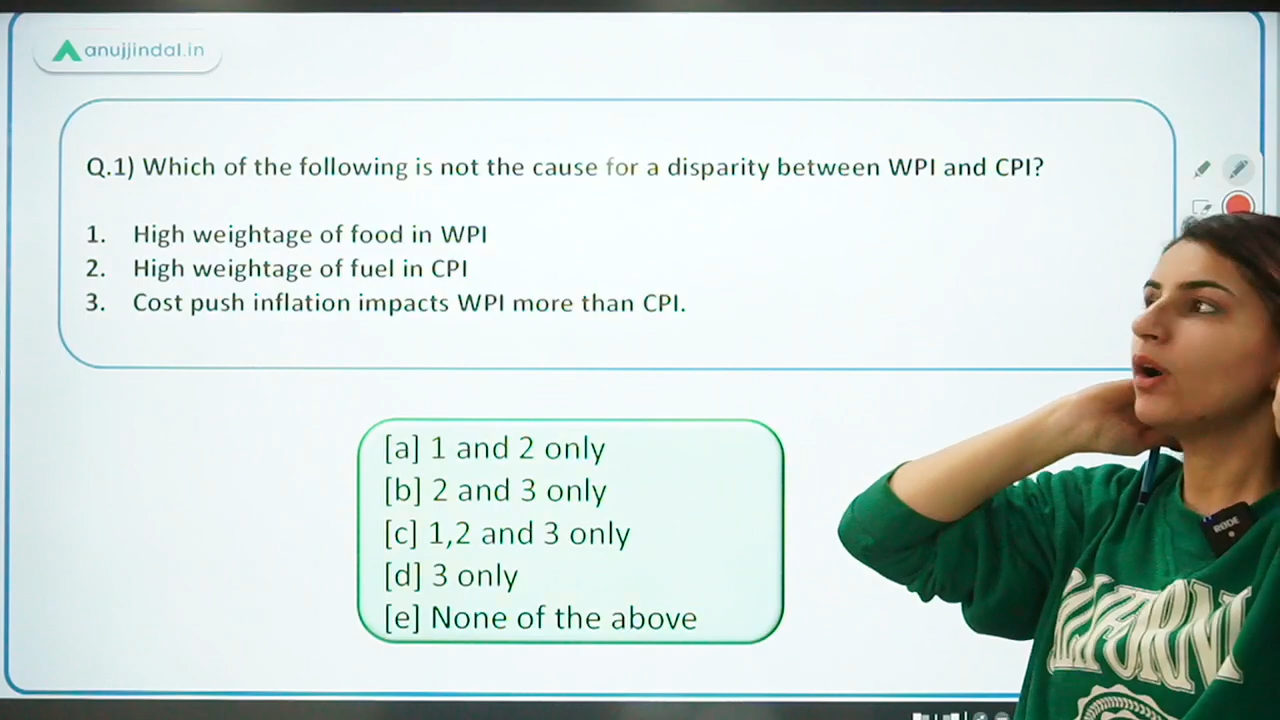 anujjindal.in
Q.1) Which of the following is not the cause for a disparity between WPI and CPI?
1. High weightage of food in WPI
2. High weightage of fuel in CPI
3. Cost push inflation impacts WPI more than CPI.
[a] 1 and 2 only
[b] 2 and 3 only
[c] 1,2 and 3 only
[d] 3 only
[e] None of the above
RODE